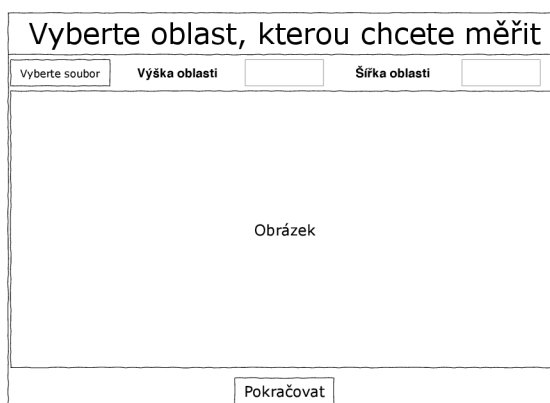 Vyberte oblast, kterou chcete měřit
Vyberte soubor Výška oblasti Šířka oblasti
Obrázek
Pokračovat